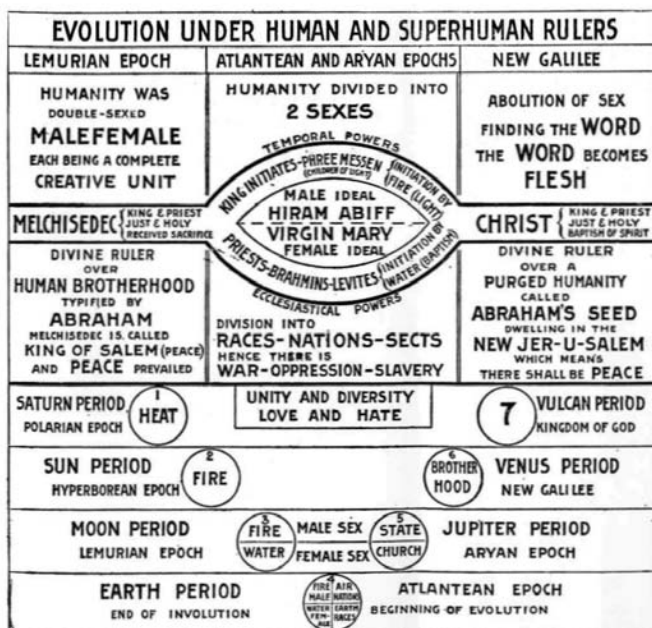 EVOLUTION UNDER HUMAN AND SUPERHUMAN RULERS
LEMURIAN EPOCH
HUMANITY WAS
DOUBLE-SEXED
MALEFEMALE
EACH BEING A COMPLETE
CREATIVE UNIT
ATLANTEAN AND ARYAN EPOCHS
HUMANITY DIVIDED INTO
2 SEXES
NEW GALILEE
ABOLITION OF SEX
FINDING THE WORD
THE WORD BECOMES
FLESH
TEMPORAL POWERS
KING INITIATES-PHREE MESSEN
(CHILDREN OF LIGHT)
INITIATION BY
FIRE (LIGHT)
MALE IDEAL
HIRAM ABIFF
VIRGIN MARY
FEMALE IDEAL
PRIESTS-BRAHMINS-LEVITES
INITIATION BY
WATER (BAPTISM)
ECCLESIASTICAL POWERS
MELCHISEDEC
KING & PRIEST
JUST & HOLY
RECEIVED SACRIFICE
CHRIST
KING & PRIEST
JUST & HOLY
BAPTISM OF SPIRIT
DIVINE RULER
OVER
HUMAN BROTHERHOOD
TYPIFIED BY
ABRAHAM
MELCHISEDEC IS CALLED
KING OF SALEM (PEACE)
AND PEACE PREVAILED
DIVISION INTO
RACES-NATIONS-SECTS
HENCE THERE IS
WAR-OPPRESSION-SLAVERY
DIVINE RULER
OVER A
PURGED HUMANITY
CALLED
ABRAHAM'S SEED
DWELLING IN THE
NEW JER-U-SALEM
WHICH MEANS
THERE SHALL BE PEACE
UNITY AND DIVERSITY
LOVE AND HATE
SATURN PERIOD
POLARIAN EPOCH
1
HEAT
7
VULCAN PERIOD
KINGDOM OF GOD
SUN PERIOD
HYPERBOREAN EPOCH
2
FIRE
6
BROTHER
HOOD
VENUS PERIOD
NEW GALILEE
MOON PERIOD
LEMURIAN EPOCH
3
FIRE
WATER
MALE SEX
FEMALE SEX
5
STATE
CHURCH
JUPITER PERIOD
ARYAN EPOCH
EARTH PERIOD
END OF INVOLUTION
4
FIRE AIR
MALE NATIONS
WATER EARTH
FEMALE RACES
ATLANTEAN EPOCH
BEGINNING OF EVOLUTION